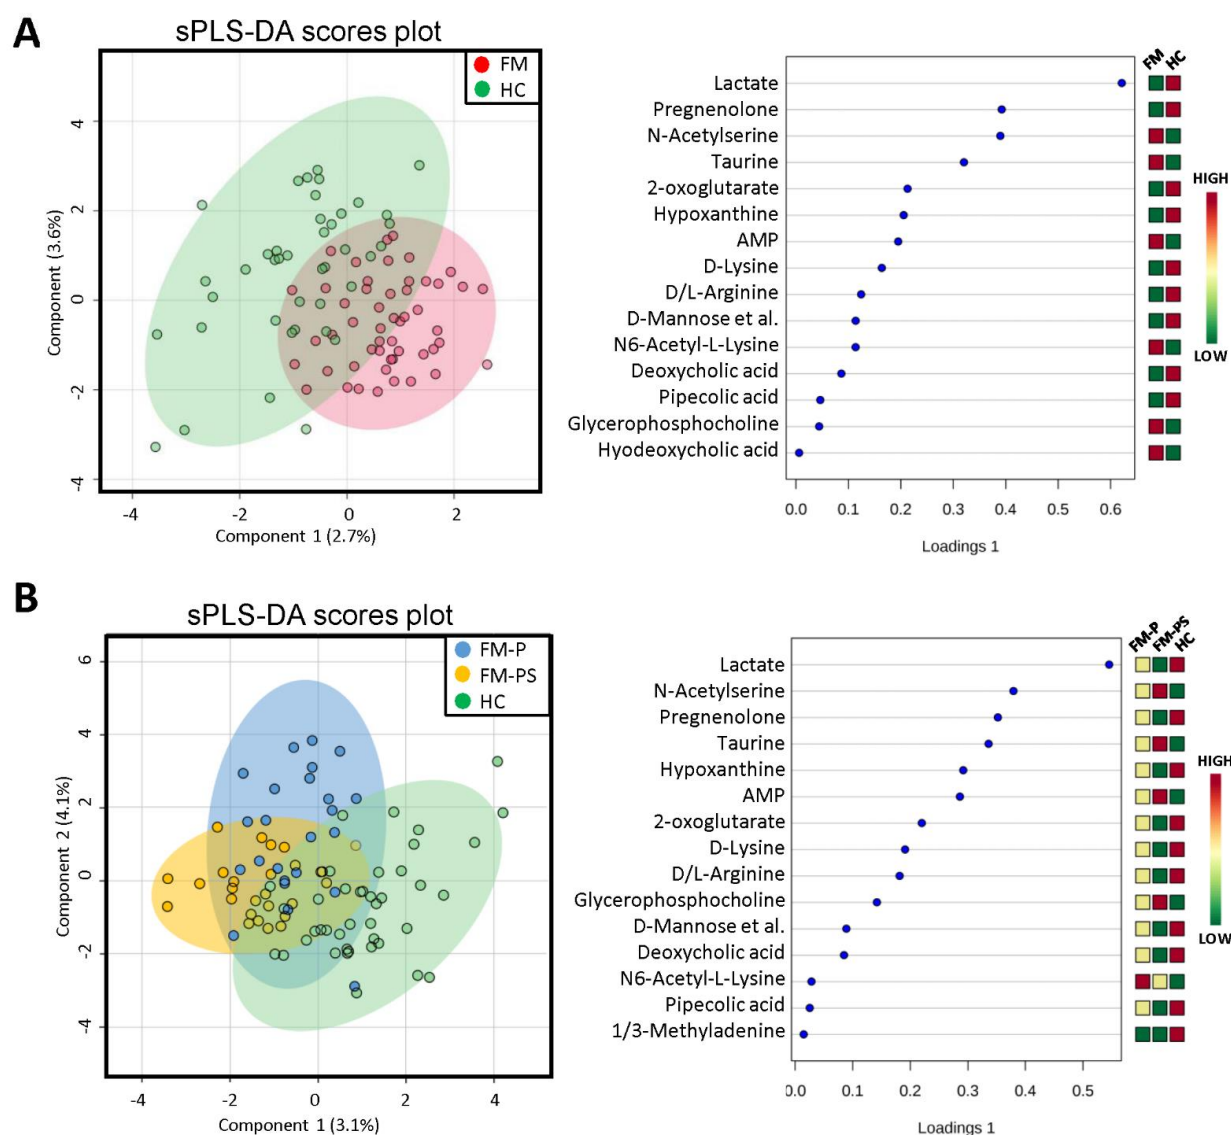 A
sPLS-DA scores plot
FM
HC
Component (3.6%)
4
2
0
-2
-4
-4
-2
0
2
Component 1 (2.7%)
FM
HC
Lactate
Pregnenolone
N-Acetylserine
Taurine
2-oxoglutarate
Hypoxanthine
AMP
D-Lysine
D/L-Arginine
D-Mannose et al.
N6-Acetyl-L-Lysine
Deoxycholic acid
Pipecolic acid
Glycerophosphocholine
Hyodeoxycholic acid
0.0 0.1 0.2 0.3 0.4 0.5 0.6
Loadings 1
HIGH
LOW
B
sPLS-DA scores plot
FM-P
FM-PS
HC
Component 2 (4.1%)
6
4
2
0
-2
-4
-4
-2
0
2
4
Component 1 (3.1%)
FM-P
FM-PS
HC
Lactate
N-Acetylserine
Pregnenolone
Taurine
Hypoxanthine
AMP
2-oxoglutarate
D-Lysine
D/L-Arginine
Glycerophosphocholine
D-Mannose et al.
Deoxycholic acid
N6-Acetyl-L-Lysine
Pipecolic acid
1/3-Methyladenine
0.0 0.1 0.2 0.3 0.4 0.5
Loadings 1
HIGH
LOW